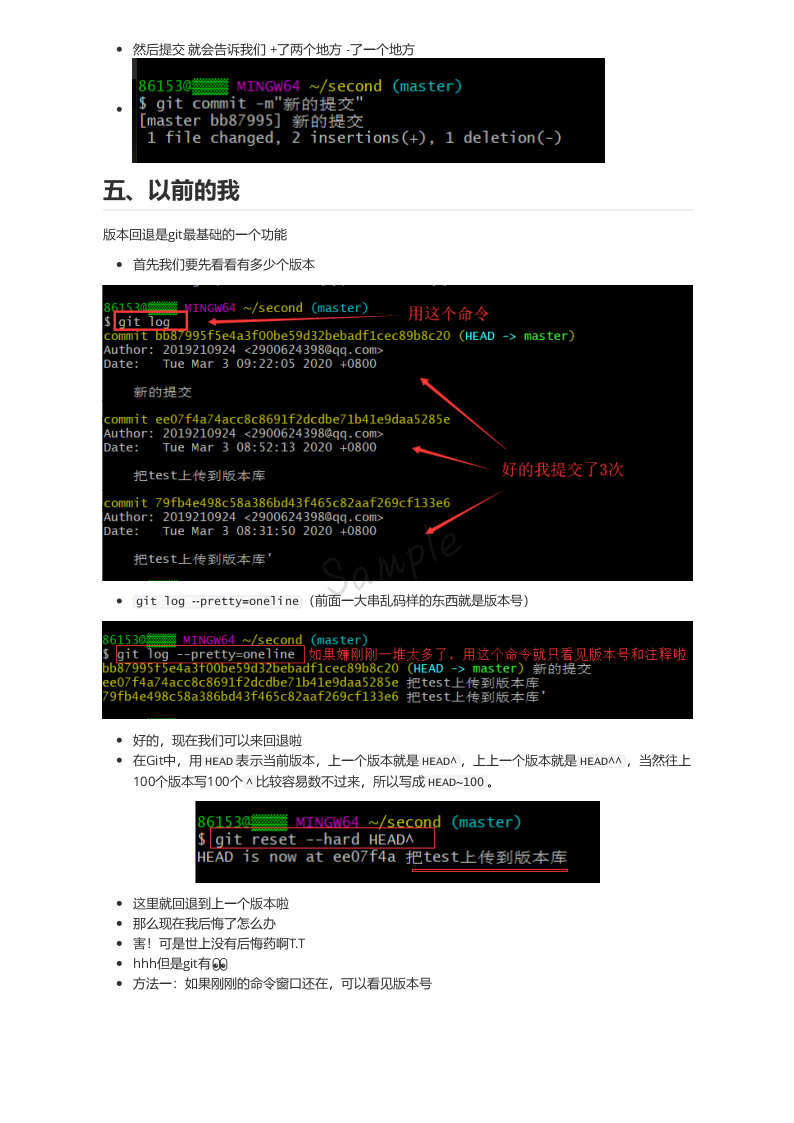 然后提交 就会告诉我们 +了两个地方 -了一个地方
86153@ MINGW64 ~/second (master)
$ git commit -m"新的提交"
[master bb87995] 新的提交
1 file changed, 2 insertions(+), 1 deletion(-)
五、以前的我
版本回退是git最基础的一个功能
首先我们要先看看有多少个版本
86153@ MINGW64 ~/second (master)
$ git log
用这个命令
commit bb87995f5e4a3f00be59d32bebadf1cec89b8c20 (HEAD -> master)
Author: 2019210924 <2900624398@qq.com>
Date: Tue Mar 3 09:22:05 2020 +0800
新的提交
commit ee07f4a74acc8c8691f2dcdbe71b41e9daa5285e
Author: 2019210924 <2900624398@qq.com>
Date: Tue Mar 3 08:52:13 2020 +0800
好的我提交了3次
把test上传到版本库
commit 79fb4e498c58a386bd43f465c82aaf269cf133e6
Author: 2019210924 <2900624398@qq.com>
Date: Tue Mar 3 08:31:50 2020 +0800
把test上传到版本库'
Sample
git log --pretty=oneline（前面一大串乱码样的东西就是版本号）
86153@ MINGW64 ~/second (master)
$ git log --pretty=oneline 如果嫌刚刚一堆太多了，用这个命令就只看见版本号和注释啦
bb87995f5e4a3f00be59d32bebadf1cec89b8c20 (HEAD -> master) 新的提交
ee07f4a74acc8c8691f2dcdbe71b41e9daa5285e 把test上传到版本库
79fb4e498c58a386bd43f465c82aaf269cf133e6 把test上传到版本库'
好的，现在我们可以来回退啦
在Git中，用 HEAD 表示当前版本，上一个版本就是 HEAD^，上上一个版本就是 HEAD^^，当然往上
100个版本写100个 ^ 比较容易数不过来，所以写成 HEAD~100。
86153@ MINGW64 ~/second (master)
$ git reset --hard HEAD^
HEAD is now at ee07f4a 把test上传到版本库
这里就回退到上一个版本啦
那么现在我后悔了怎么办
害！可是世上没有后悔药啊T.T
hhh但是git有👀
方法一：如果刚刚的命令窗口还在，可以看见版本号